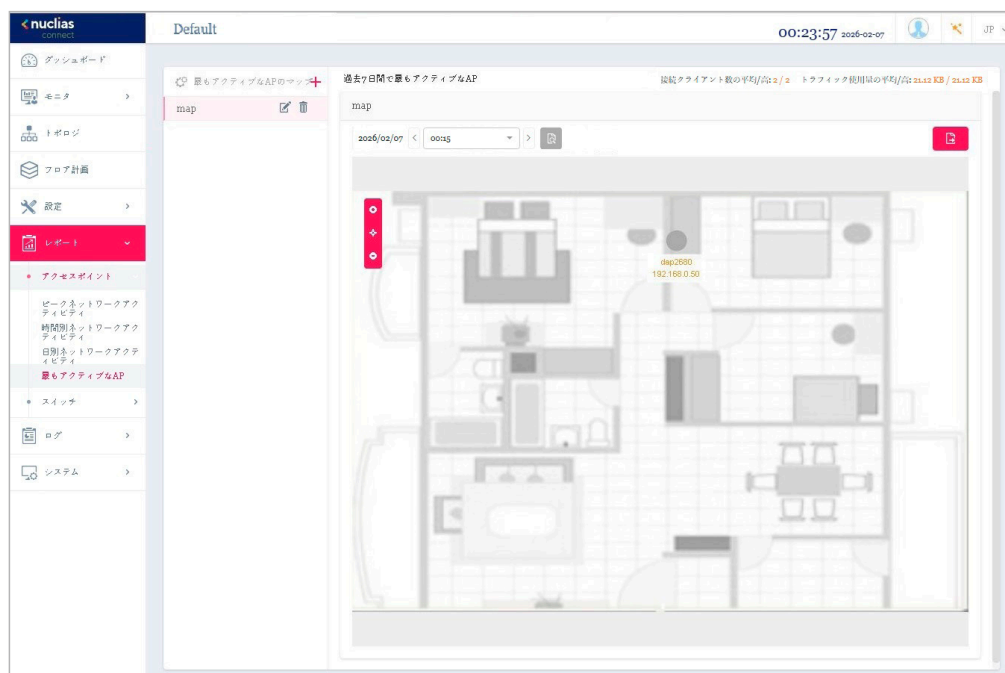 nuclias
connect
Default
00:23:57 2026-02-07
JP
ダッシュボード
モニタ
トポロジ
フロア計画
設定
レポート
アクセスポイント
ピークネットワークアク
ティビティ
時間別ネットワークアク
ティビティ
日別ネットワークアクテ
ィビティ
最もアクティブなAP
スイッチ
ログ
システム
最もアクティブなAPのマップ
map
過去7日間で最もアクティブなAP
接続クライアント数の平均/高: 2 / 2 トラフィック使用量の平均/高: 21.12 KB / 21.12 KB
map
2026/02/07 < 00:15 >
dap2680
192.168.0.50